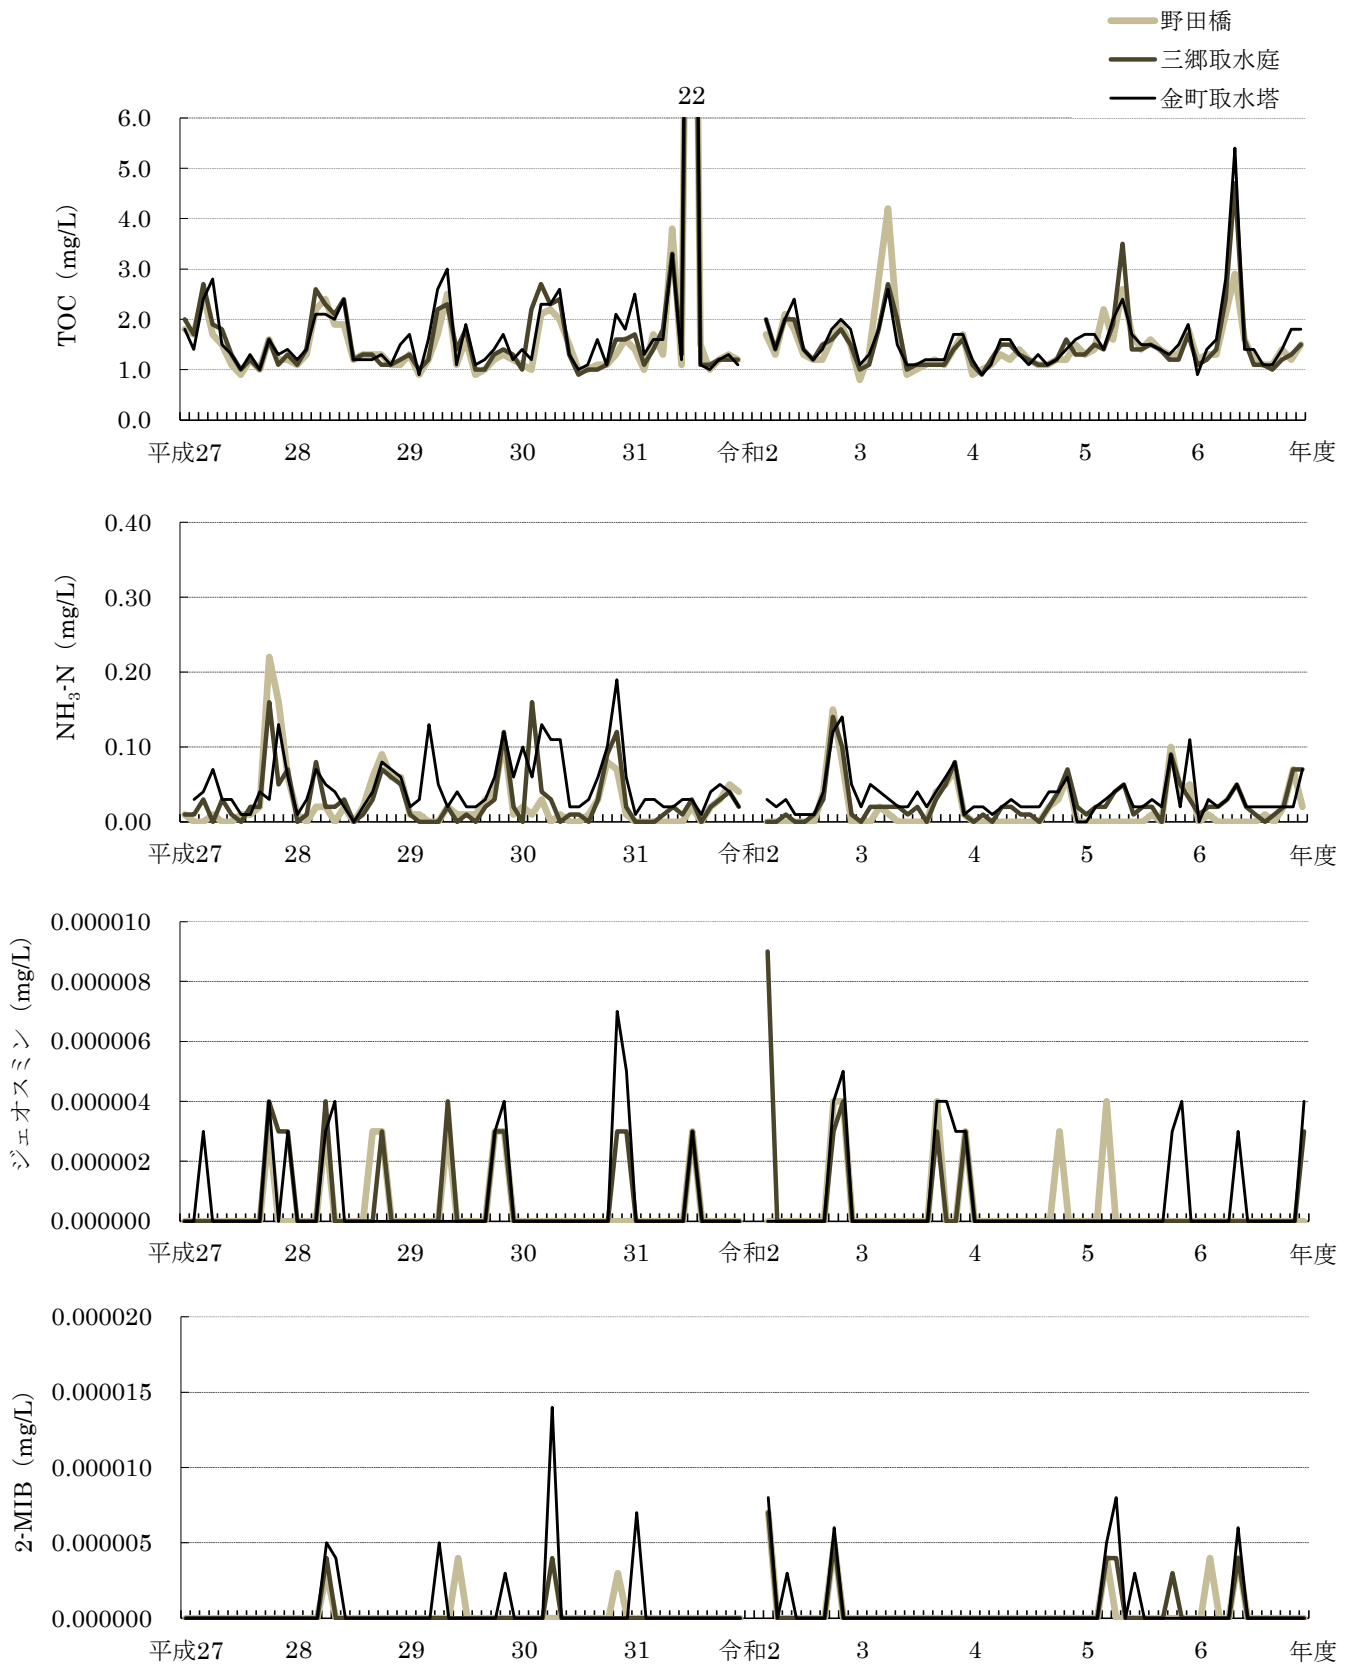 野田橋
三郷取水庭
金町取水塔
22
TOC (mg/L)
6.0
5.0
4.0
3.0
2.0
1.0
0.0
平成27 28 29 30 31 令和2 3 4 5 6 年度
NH₃-N (mg/L)
0.40
0.30
0.20
0.10
0.00
平成27 28 29 30 31 令和2 3 4 5 6 年度
ジェオスミン (mg/L)
0.000010
0.000008
0.000006
0.000004
0.000002
0.000000
平成27 28 29 30 31 令和2 3 4 5 6 年度
2-MIB (mg/L)
0.000020
0.000015
0.000010
0.000005
0.000000
平成27 28 29 30 31 令和2 3 4 5 6 年度